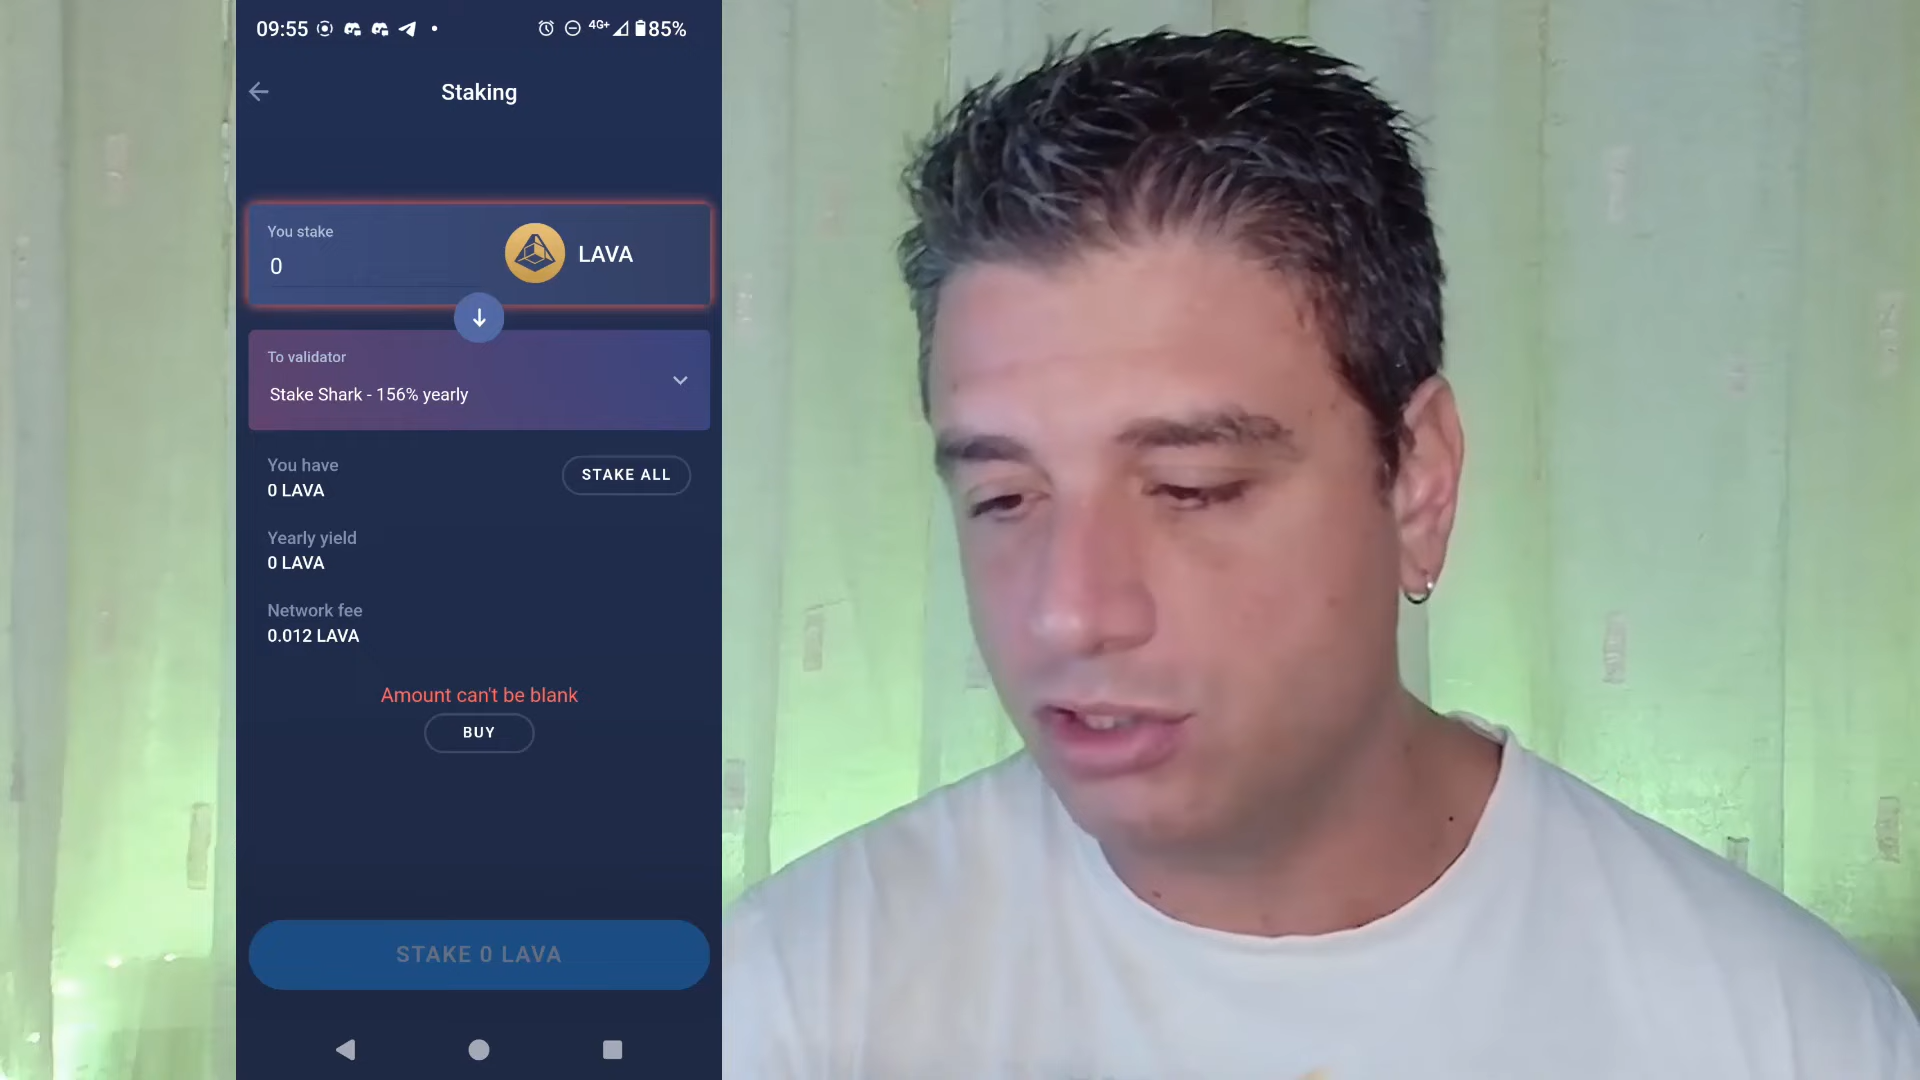 09:55
4G+
85%
Staking
You stake
0
LAVA
To validator
Stake Shark - 156% yearly
You have
0 LAVA
STAKE ALL
Yearly yield
0 LAVA
Network fee
0.012 LAVA
Amount can't be blank
BUY
STAKE 0 LAVA